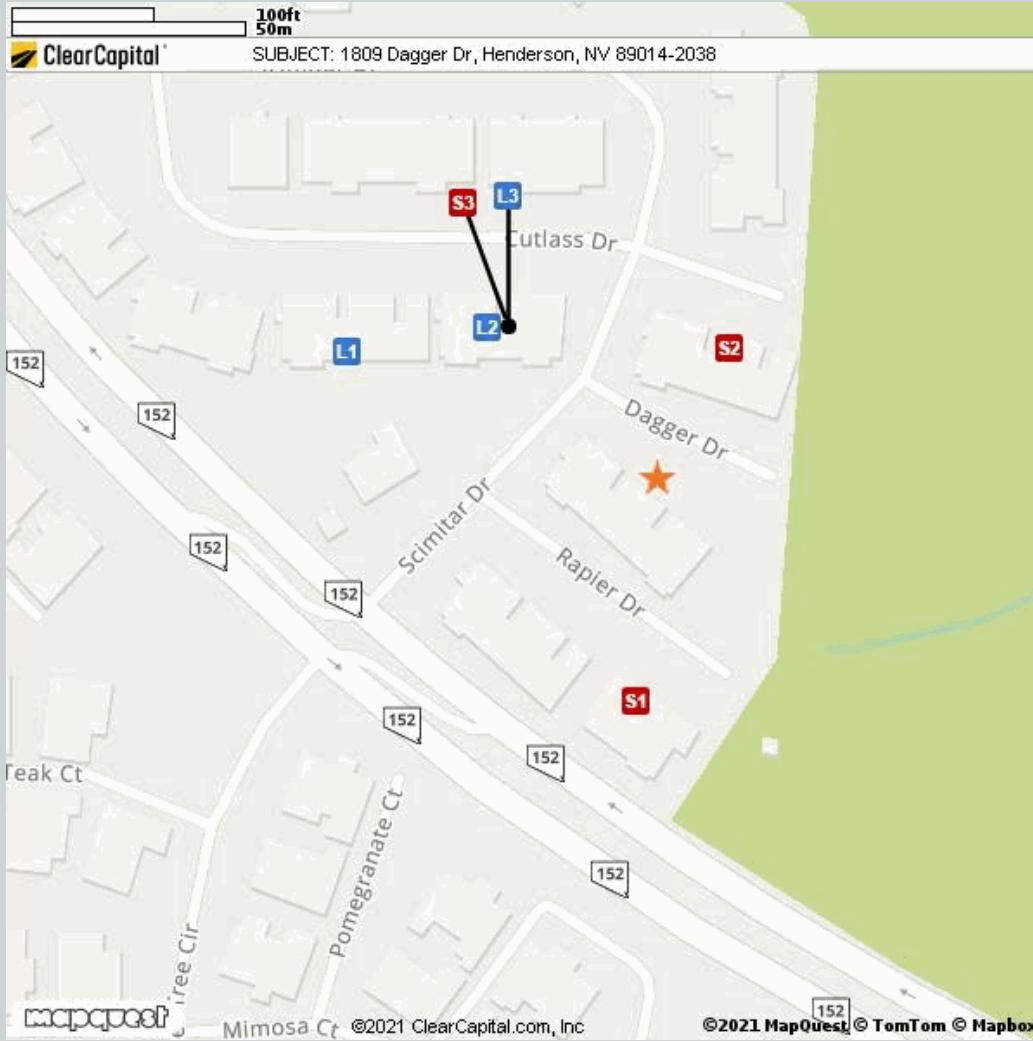 100ft
50m
ClearCapital
SUBJECT: 1809 Dagger Dr, Henderson, NV 89014-2038
S3
L3
Cutlass Dr
L2
L1
S2
152
152
Dagger Dr
Scimitar Dr
152
Rapier Dr
152
S1
152
152
Teak Ct
Pomegranate Ct
152
Tree Cir
152
mapquest
Mimosa Ct
©2021 ClearCapital.com, Inc
©2021 MapQuest © TomTom © Mapbox